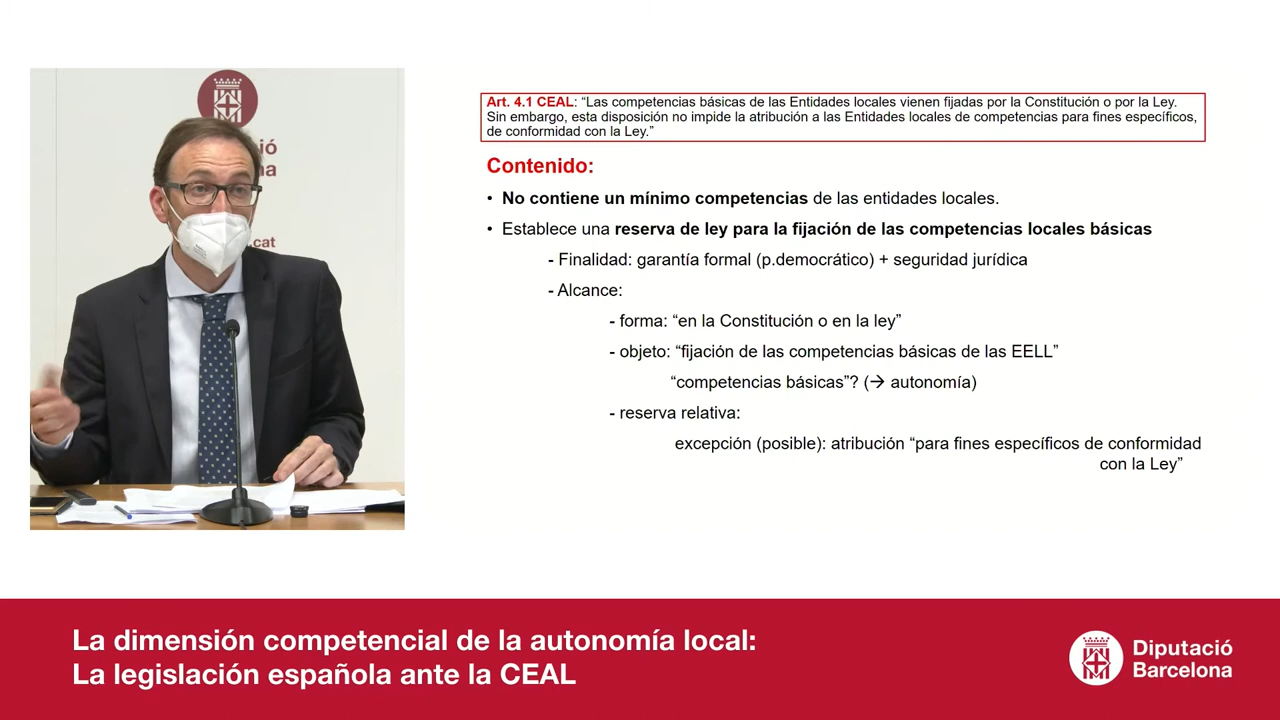 ió
na
cat
Art. 4.1 CEAL: “Las competencias básicas de las Entidades locales vienen fijadas por la Constitución o por la Ley.
Sin embargo, esta disposición no impide la atribución a las Entidades locales de competencias para fines específicos,
de conformidad con la Ley.”
Contenido:
• No contiene un mínimo competencias de las entidades locales.
• Establece una reserva de ley para la fijación de las competencias locales básicas
- Finalidad: garantía formal (p.democrático) + seguridad jurídica
- Alcance:
- forma: “en la Constitución o en la ley”
- objeto: “fijación de las competencias básicas de las EELL”
“competencias básicas”? (→ autonomía)
- reserva relativa:
excepción (posible): atribución “para fines específicos de conformidad
con la Ley”
La dimensión competencial de la autonomía local:
La legislación española ante la CEAL
Diputació
Barcelona